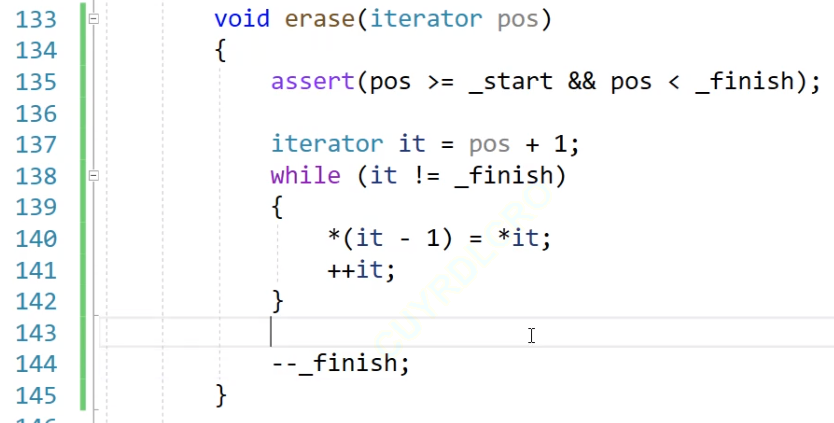 133 void erase(iterator pos)
134 {
135 assert(pos >= _start && pos < _finish);
136
137 iterator it = pos + 1;
138 while (it != _finish)
139 {
140 *(it - 1) = *it;
141 ++it;
142 }
143
144 --_finish;
145 }